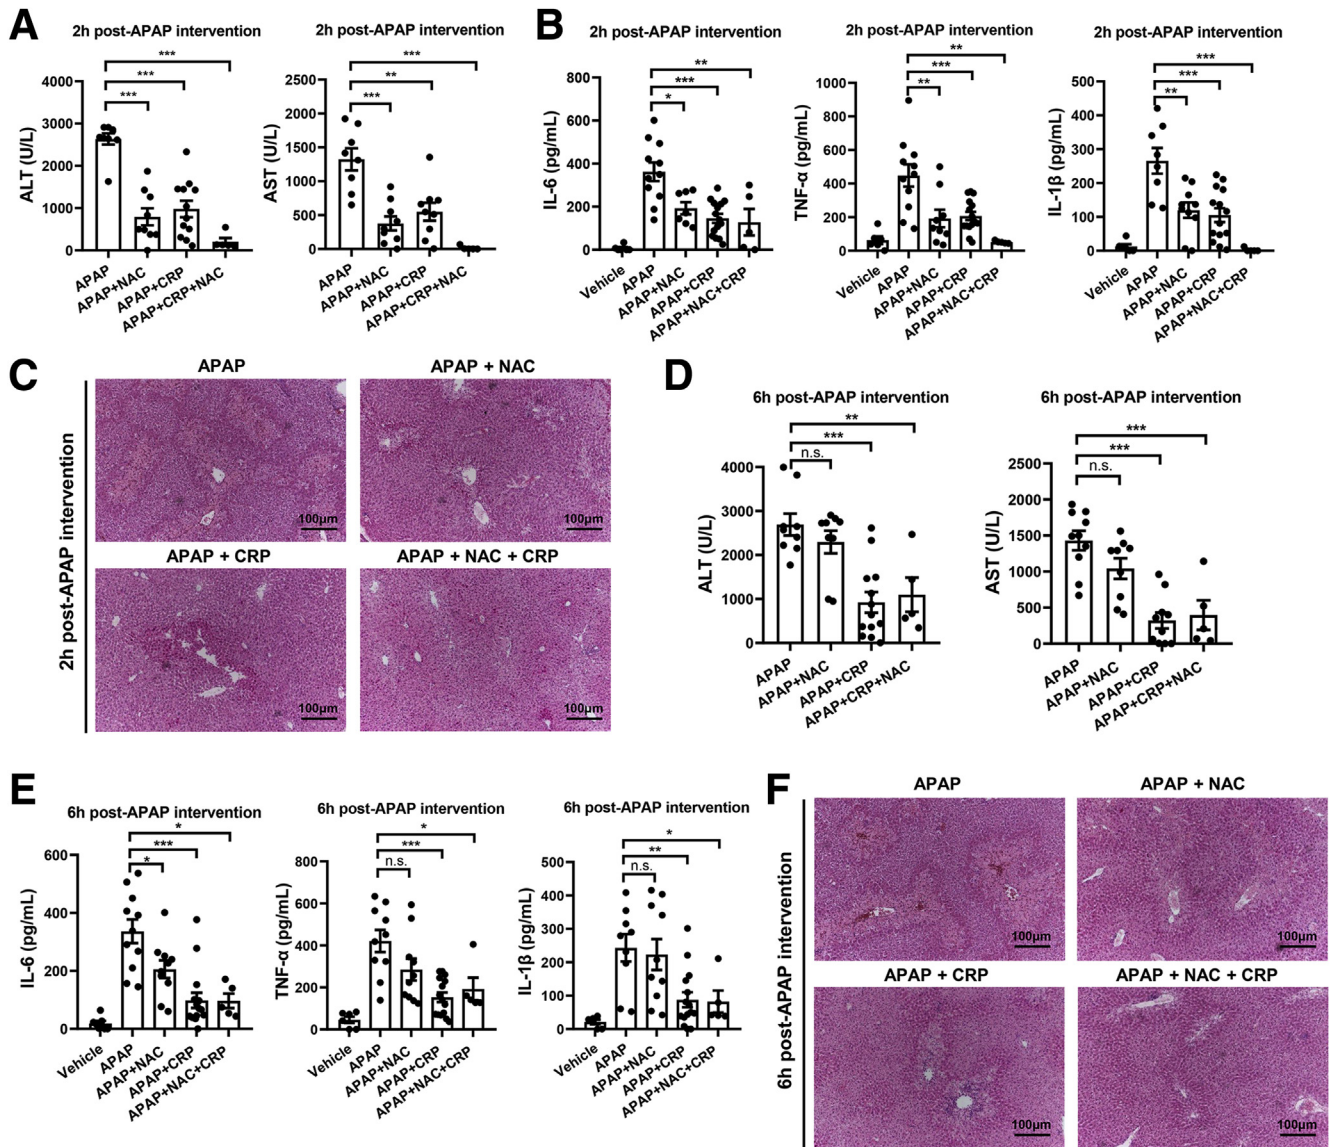 A
2h post-APAP intervention
ALT (U/L)
4000
3000
2000
1000
0
***
***
***
APAP
APAP+NAC
APAP+CRP
APAP+CRP+NAC
2h post-APAP intervention
AST (U/L)
2500
2000
1500
1000
500
0
***
**
***
APAP
APAP+NAC
APAP+CRP
APAP+CRP+NAC
B
2h post-APAP intervention
IL-6 (pg/mL)
800
600
400
200
0
**
***
*
Vehicle
APAP
APAP+NAC
APAP+CRP
APAP+NAC+CRP
2h post-APAP intervention
TNF-α (pg/mL)
1000
800
600
400
200
0
**
***
**
Vehicle
APAP
APAP+NAC
APAP+CRP
APAP+NAC+CRP
2h post-APAP intervention
IL-1β (pg/mL)
500
400
300
200
100
0
***
***
**
Vehicle
APAP
APAP+NAC
APAP+CRP
APAP+NAC+CRP
C
2h post-APAP intervention
APAP
100μm
APAP + NAC
100μm
APAP + CRP
100μm
APAP + NAC + CRP
100μm
D
6h post-APAP intervention
ALT (U/L)
4000
3000
2000
1000
0
**
***
n.s.
APAP
APAP+NAC
APAP+CRP
APAP+CRP+NAC
6h post-APAP intervention
AST (U/L)
2500
2000
1500
1000
500
0
***
***
n.s.
APAP
APAP+NAC
APAP+CRP
APAP+CRP+NAC
E
6h post-APAP intervention
IL-6 (pg/mL)
600
400
200
0
*
***
*
Vehicle
APAP
APAP+NAC
APAP+CRP
APAP+NAC+CRP
6h post-APAP intervention
TNF-α (pg/mL)
800
600
400
200
0
*
***
n.s.
Vehicle
APAP
APAP+NAC
APAP+CRP
APAP+NAC+CRP
6h post-APAP intervention
IL-1β (pg/mL)
500
400
300
200
100
0
*
**
n.s.
Vehicle
APAP
APAP+NAC
APAP+CRP
APAP+NAC+CRP
F
6h post-APAP intervention
APAP
100μm
APAP + NAC
100μm
APAP + CRP
100μm
APAP + NAC + CRP
100μm